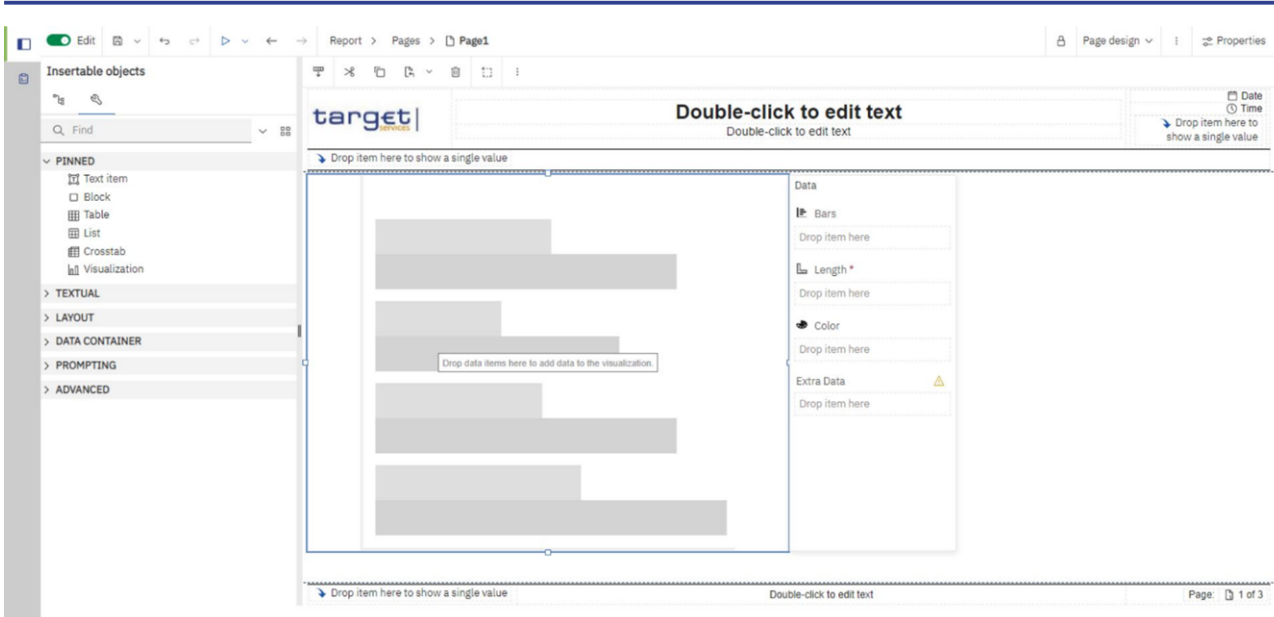 Edit
Report > Pages > Page1
Page design
Properties
Insertable objects
Find
PINNED
Text item
Block
Table
List
Crosstab
Visualization
TEXTUAL
LAYOUT
DATA CONTAINER
PROMPTING
ADVANCED
target
services
Double-click to edit text
Double-click to edit text
Date
Time
Drop item here to
show a single value
Drop item here to show a single value
Drop data items here to add data to the visualization.
Data
Bars
Drop item here
Length *
Drop item here
Color
Drop item here
Extra Data
Drop item here
Drop item here to show a single value
Double-click to edit text
Page: 1 of 3